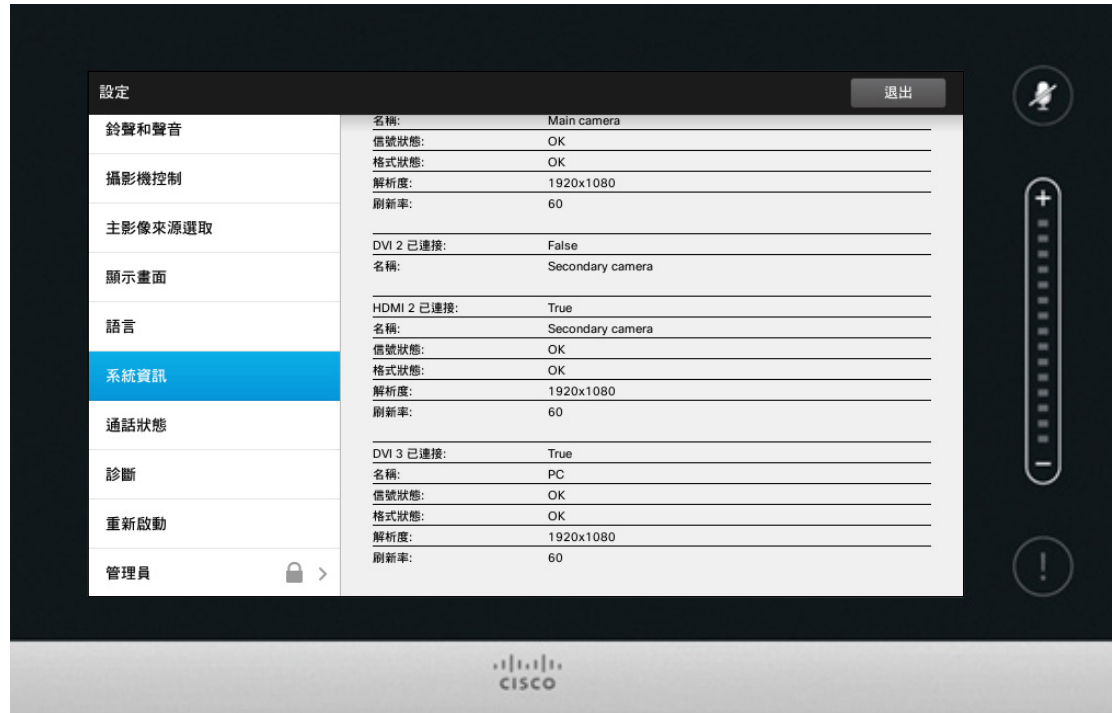 設定
退出
鈴聲和聲音
攝影機控制
主影像來源選取
顯示畫面
語言
系統資訊
通話狀態
診斷
重新啟動
管理員
名稱: Main camera
信號狀態: OK
格式狀態: OK
解析度: 1920x1080
刷新率: 60
DVI 2 已連接: False
名稱: Secondary camera
HDMI 2 已連接: True
名稱: Secondary camera
信號狀態: OK
格式狀態: OK
解析度: 1920x1080
刷新率: 60
DVI 3 已連接: True
名稱: PC
信號狀態: OK
格式狀態: OK
解析度: 1920x1080
刷新率: 60
CISCO